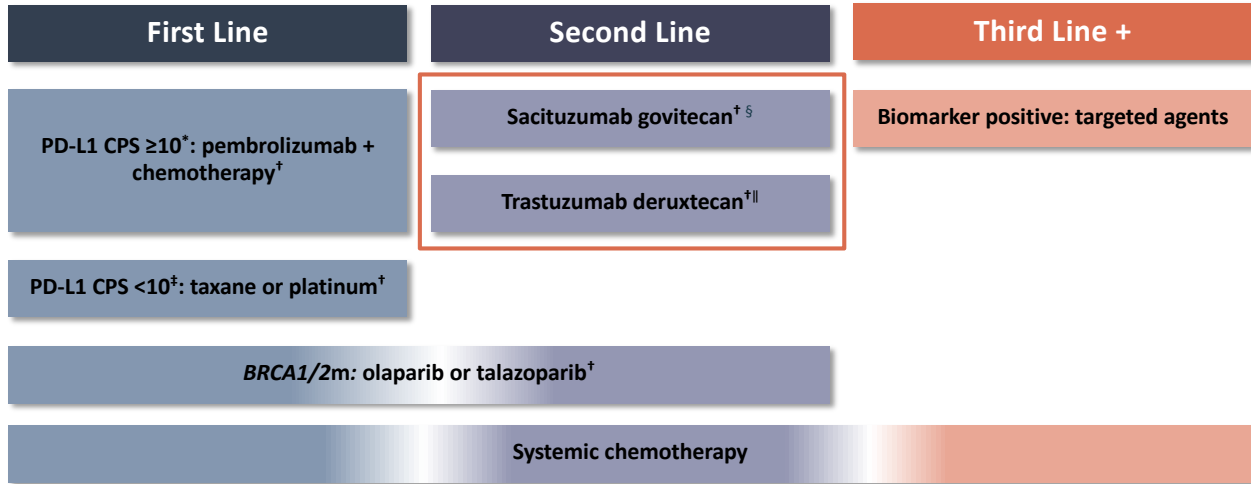 First Line
Second Line
Third Line +
PD-L1 CPS ≥10*: pembrolizumab +
chemotherapy†
Sacituzumab govitecan† §
Trastuzumab deruxtecan†‖
Biomarker positive: targeted agents
PD-L1 CPS <10‡: taxane or platinum†
BRCA1/2m: olaparib or talazoparib†
Systemic chemotherapy